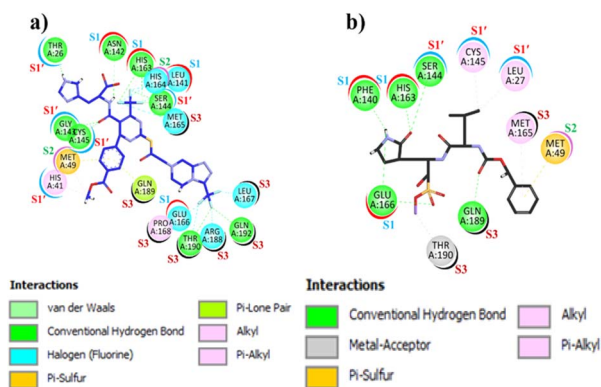 a)
THR
A:26
S1'
S1
ASN
A:142
HIS
A:163
S2
S1
HIS
A:164
LEU
A:141
SER
A:144
S1'
MET
A:165
S3
GLY
A:143
CYS
A:145
S1'
S2
MET
A:49
HIS
A:41
S1'
GLN
A:189
S3
S1
PRO
A:168
S3
GLU
A:166
THR
A:190
S3
ARG
A:188
S3
GLN
A:192
S3
LEU
A:167
S3
Interactions
van der Waals
Conventional Hydrogen Bond
Halogen (Fluorine)
Pi-Sulfur
Pi-Lone Pair
Alkyl
Pi-Alkyl
b)
S1
PHE
A:140
S1
HIS
A:163
S1'
SER
A:144
S1'
CYS
A:145
S1'
LEU
A:27
MET
A:165
S3
S2
MET
A:49
GLU
A:166
S1
GLN
A:189
S3
THR
A:190
S3
Interactions
Conventional Hydrogen Bond
Metal-Acceptor
Pi-Sulfur
Alkyl
Pi-Alkyl